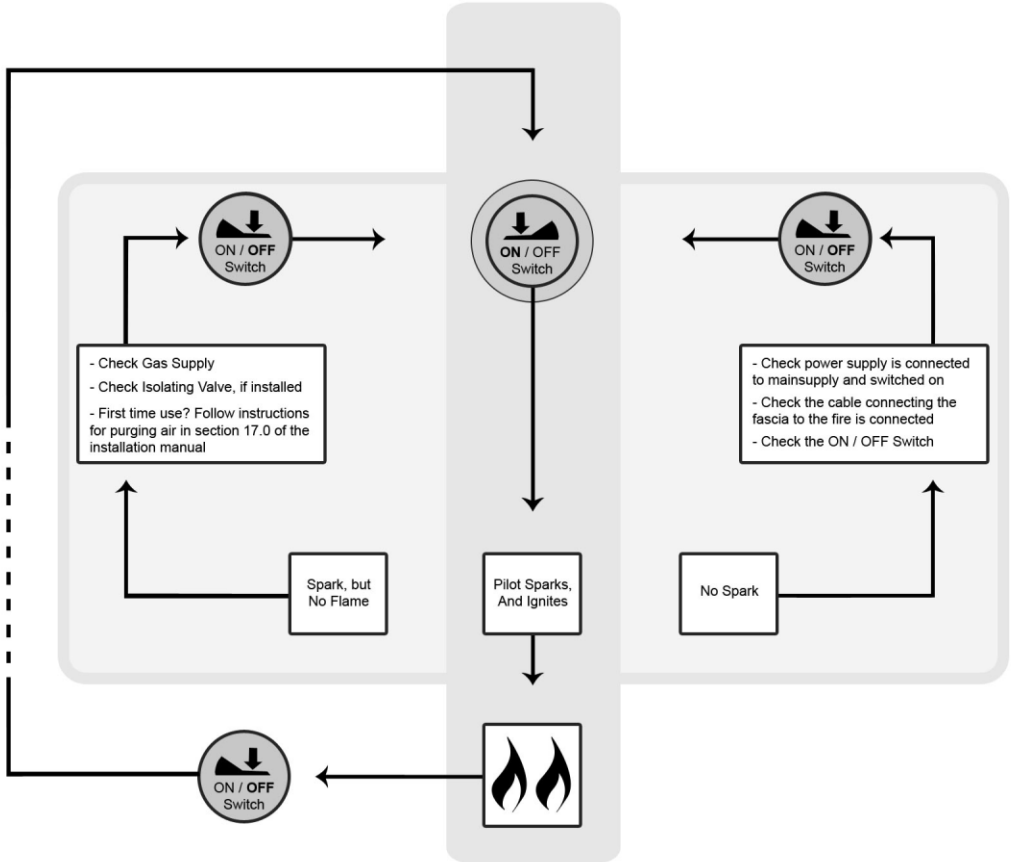 ON / OFF
Switch
ON / OFF
Switch
ON / OFF
Switch
- Check Gas Supply
- Check Isolating Valve, if installed
- First time use? Follow instructions
for purging air in section 17.0 of the
installation manual
- Check power supply is connected
to mainsupply and switched on
- Check the cable connecting the
fascia to the fire is connected
- Check the ON / OFF Switch
Spark, but
No Flame
Pilot Sparks,
And Ignites
No Spark
ON / OFF
Switch